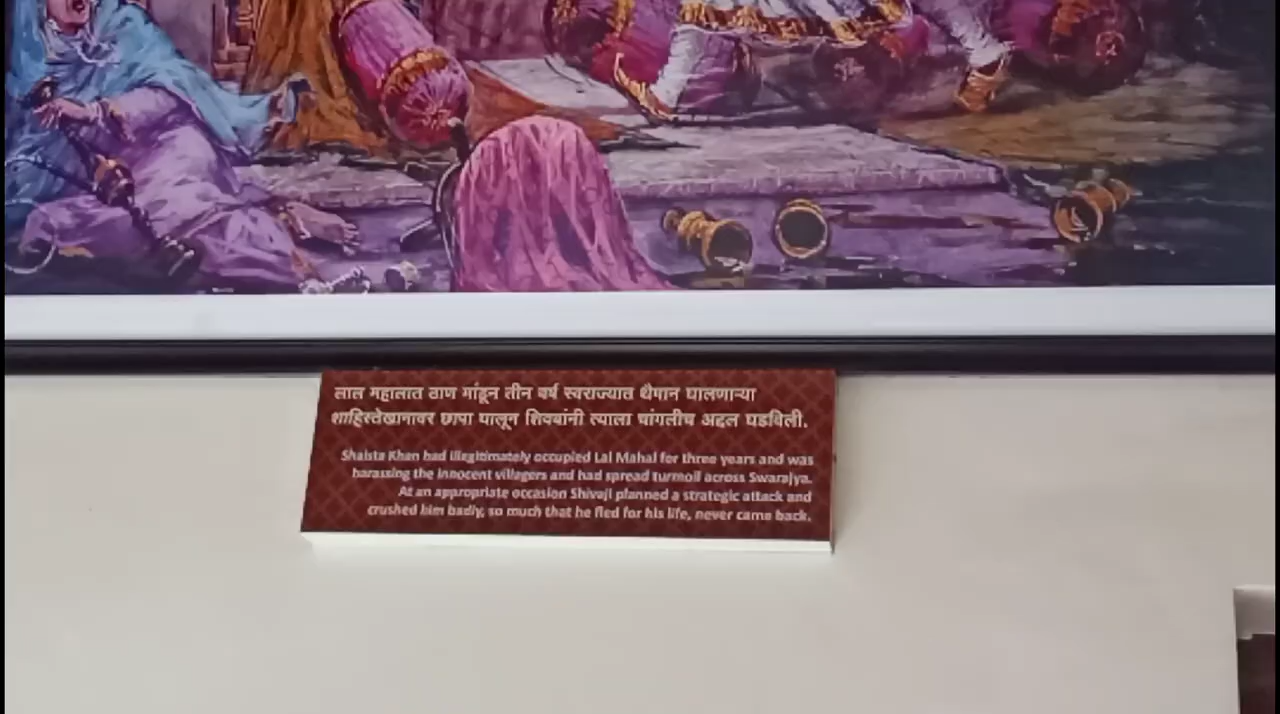 लाल महालात ठाण मांडून तीन वर्ष स्वराज्यात थैमान घालणाऱ्या
शाहिस्तेखानावर छापा घालून शिवबांनी त्याला चांगलीच अद्दल घडविली.
Shaista Khan had illegitimately occupied Lal Mahal for three years and was
harassing the innocent villagers and had spread turmoil across Swarajya.
At an appropriate occasion Shivaji planned a strategic attack and
crushed him badly, so much that he fled for his life, never came back.